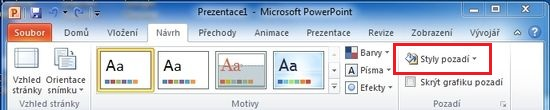 Prezentace1 - Microsoft PowerPoint
Soubor Domů Vložení Návrh Přechody Animace Prezentace Revize Zobrazení Vývojář
Vzhled stránky
Orientace snímku
Vzhled stránky
Aa Aa Aa Aa
Motivy
Barvy
Písma
Efekty
Styly pozadí
Skrýt grafiku pozadí
Pozadí